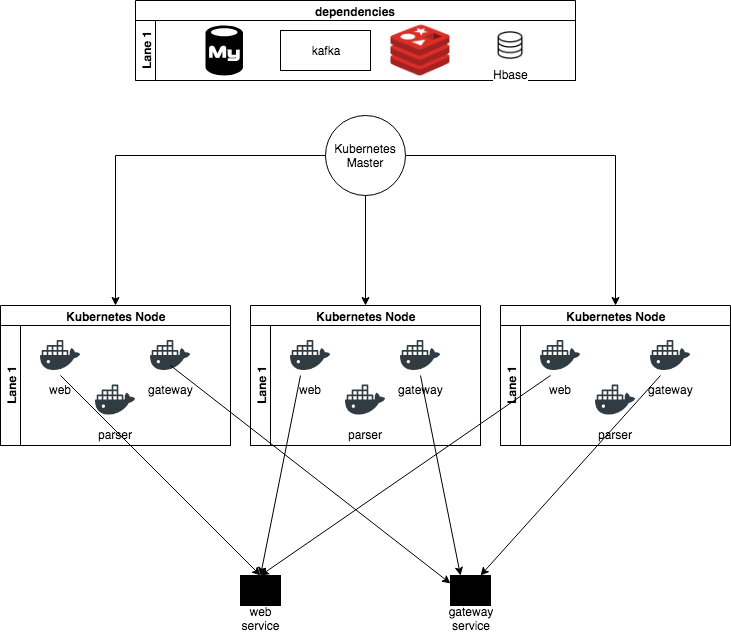 dependencies
Lane 1
My
kafka
Hbase
Kubernetes
Master
Kubernetes Node
Kubernetes Node
Kubernetes Node
Lane 1
web
gateway
parser
Lane 1
web
gateway
parser
Lane 1
web
gateway
parser
web
service
gateway
service